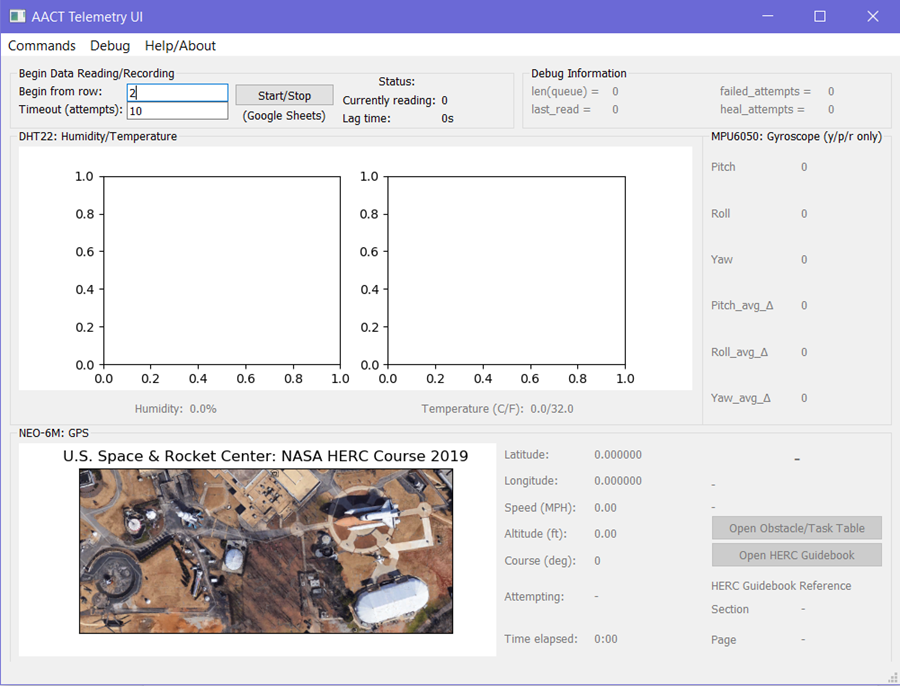 AACT Telemetry UI
Commands Debug Help/About
Begin Data Reading/Recording
Begin from row: 2
Timeout (attempts): 10
Start/Stop
(Google Sheets)
Status:
Currently reading: 0
Lag time: 0s
Debug Information
len(queue) = 0 failed_attempts = 0
last_read = 0 heal_attempts = 0
DHT22: Humidity/Temperature
1.0
0.8
0.6
0.4
0.2
0.0
0.0 0.2 0.4 0.6 0.8 1.0
Humidity: 0.0%
1.0
0.8
0.6
0.4
0.2
0.0
0.0 0.2 0.4 0.6 0.8 1.0
Temperature (C/F): 0.0/32.0
MPU6050: Gyroscope (y/p/r only)
Pitch 0
Roll 0
Yaw 0
Pitch_avg_Δ 0
Roll_avg_Δ 0
Yaw_avg_Δ 0
NEO-6M: GPS
U.S. Space & Rocket Center: NASA HERC Course 2019
Latitude: 0.000000
Longitude: 0.000000
Speed (MPH): 0.00
Altitude (ft): 0.00
Course (deg): 0
Attempting: -
Time elapsed: 0:00
-
-
-
Open Obstacle/Task Table
Open HERC Guidebook
HERC Guidebook Reference
Section -
Page -